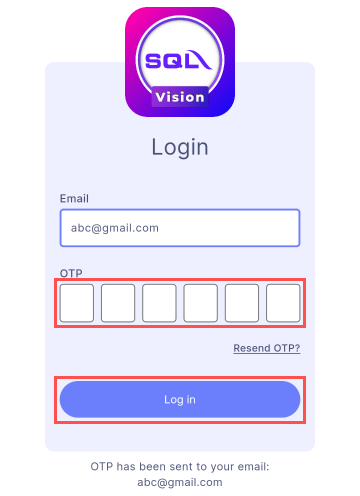 SQL
Vision
Login
Email
abc@gmail.com
OTP
Resend OTP?
Log in
OTP has been sent to your email:
abc@gmail.com